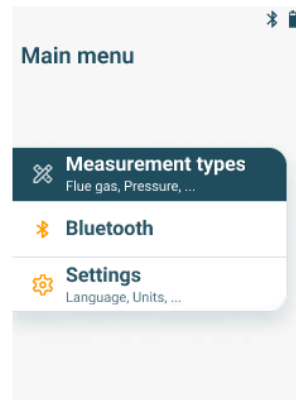 Main menu
Measurement types
Flue gas, Pressure, ...
Bluetooth
Settings
Language, Units, ...